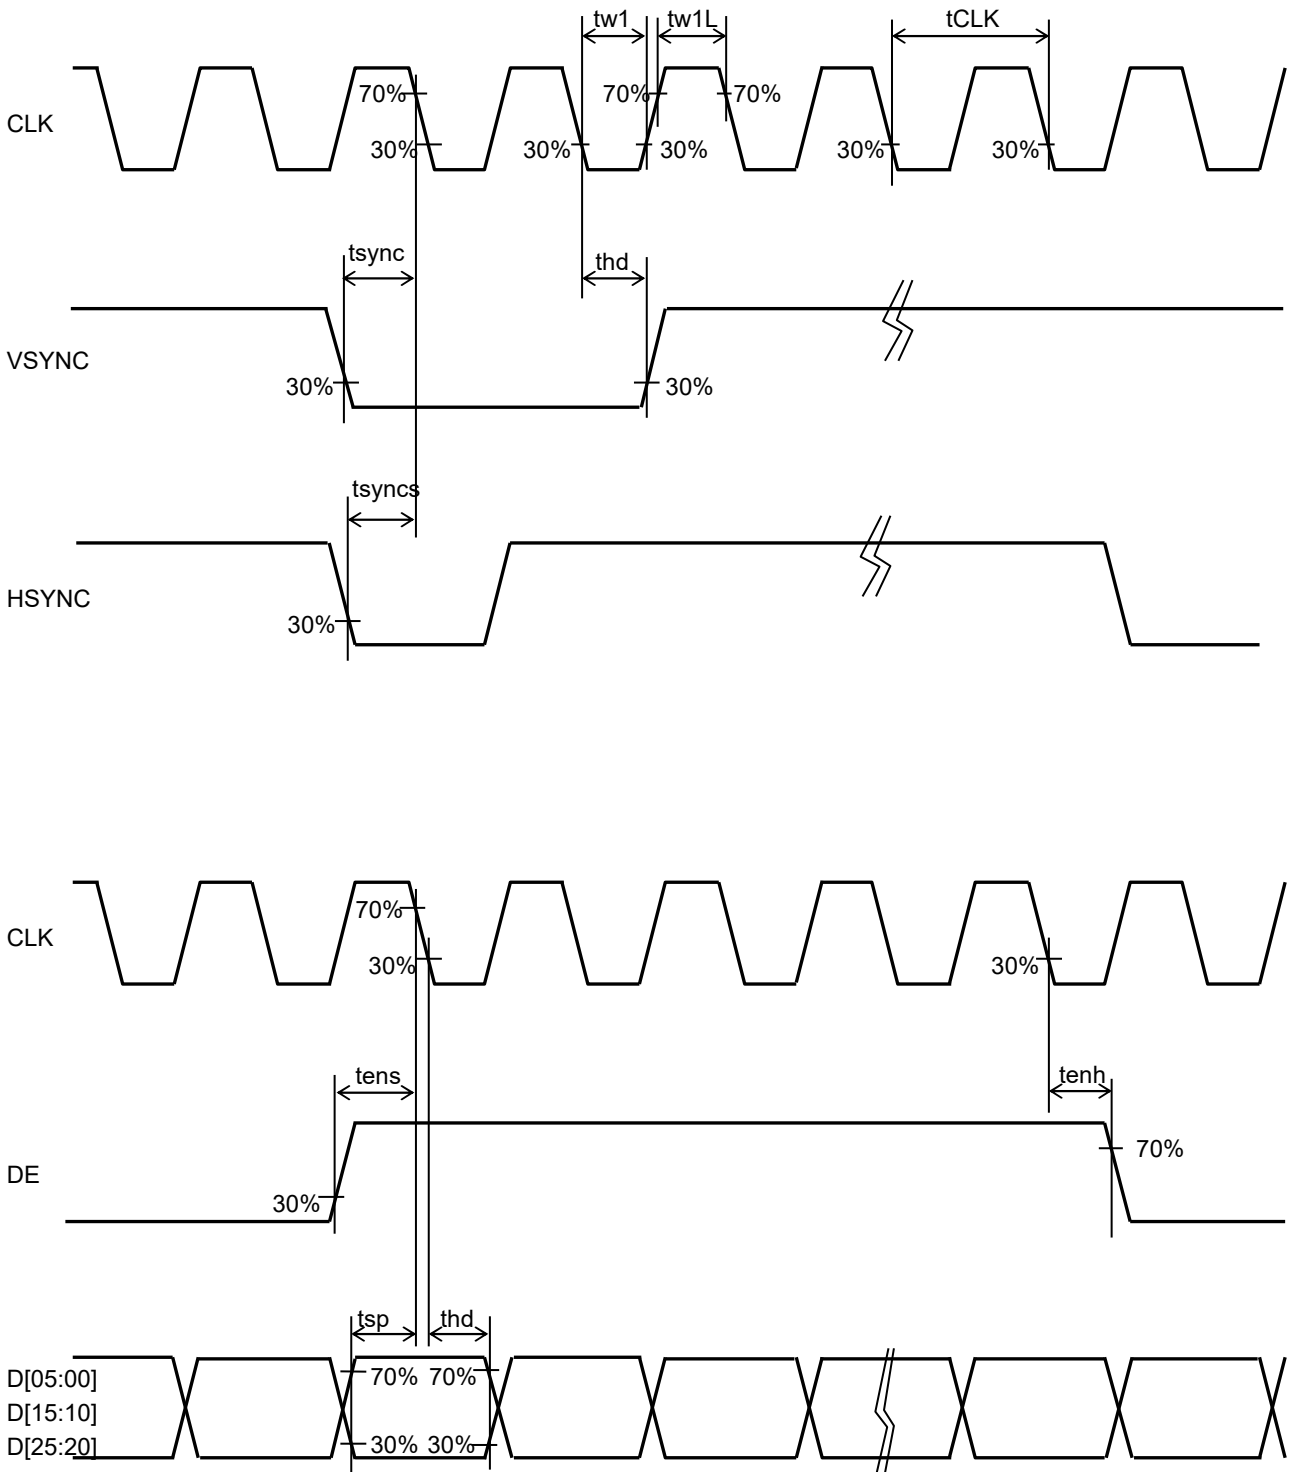 tw1 tw1L tCLK
70% 70% 70%
CLK
30% 30% 30% 30% 30%
tsync thd
VSYNC
30% 30%
tsyncs
HSYNC
30%
70%
CLK
30% 30%
tens tenh
70%
DE
30%
tsp thd
D[05:00] 70% 70%
D[15:10]
D[25:20] 30% 30%